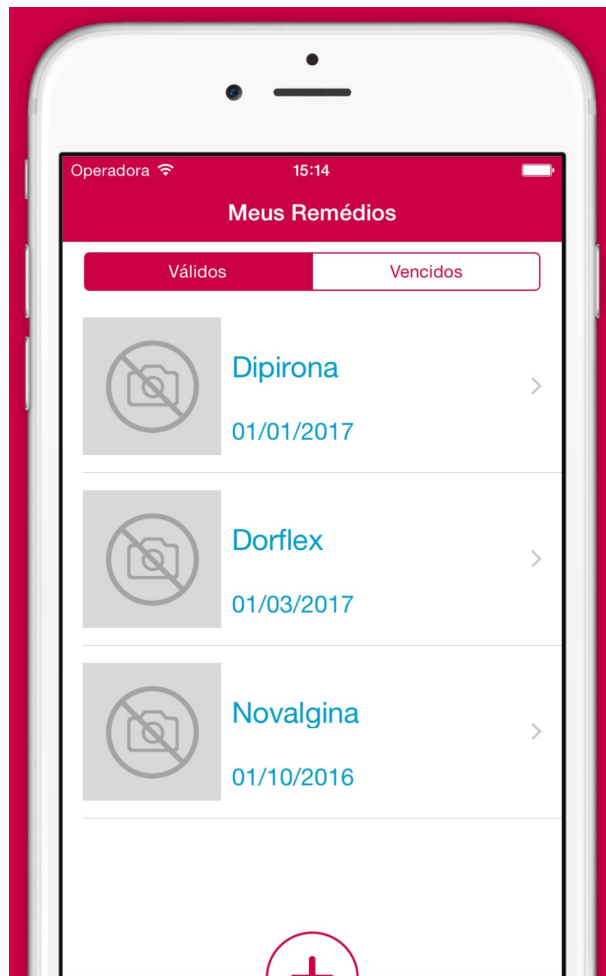 Operadora 15:14
Meus Remédios
Válidos Vencidos
Dipirona
01/01/2017
Dorflex
01/03/2017
Novalgina
01/10/2016